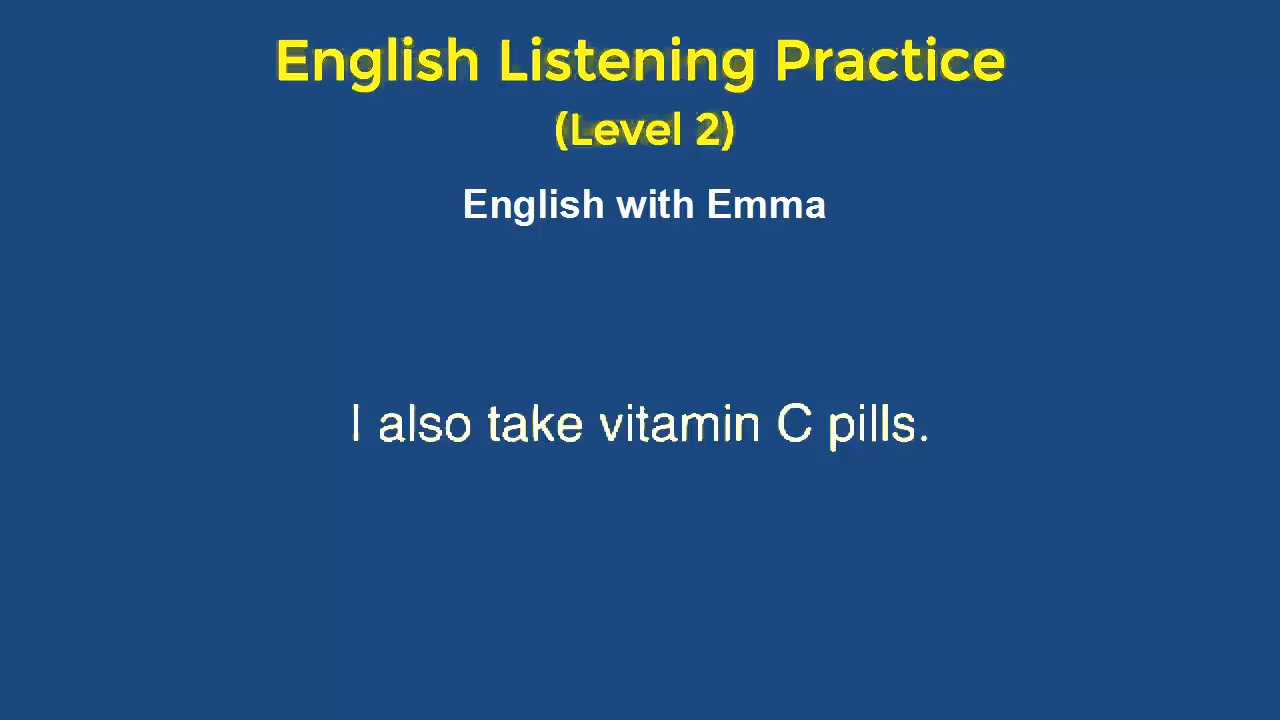 English Listening Practice
(Level 2)
English with Emma
I also take vitamin C pills.